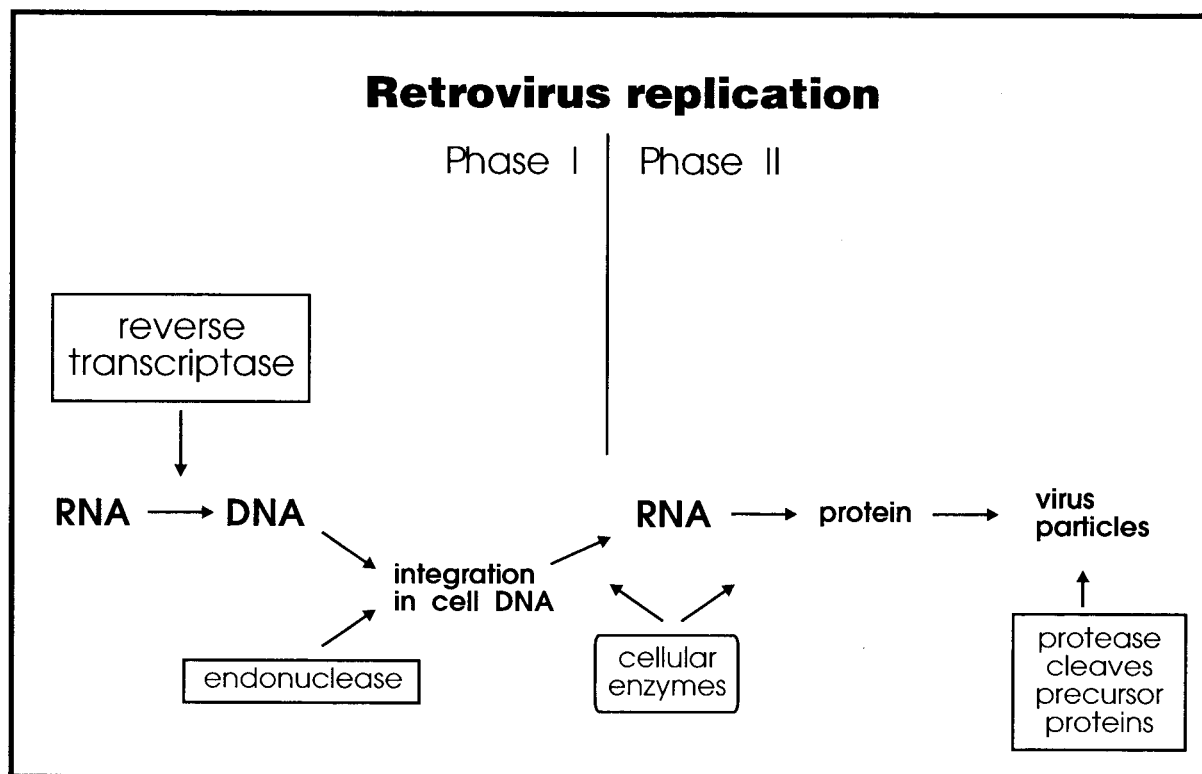 Retrovirus replication
Phase I
Phase II
reverse
transcriptase
RNA
DNA
integration
in cell DNA
endonuclease
RNA
protein
virus
particles
cellular
enzymes
protease
cleaves
precursor
proteins